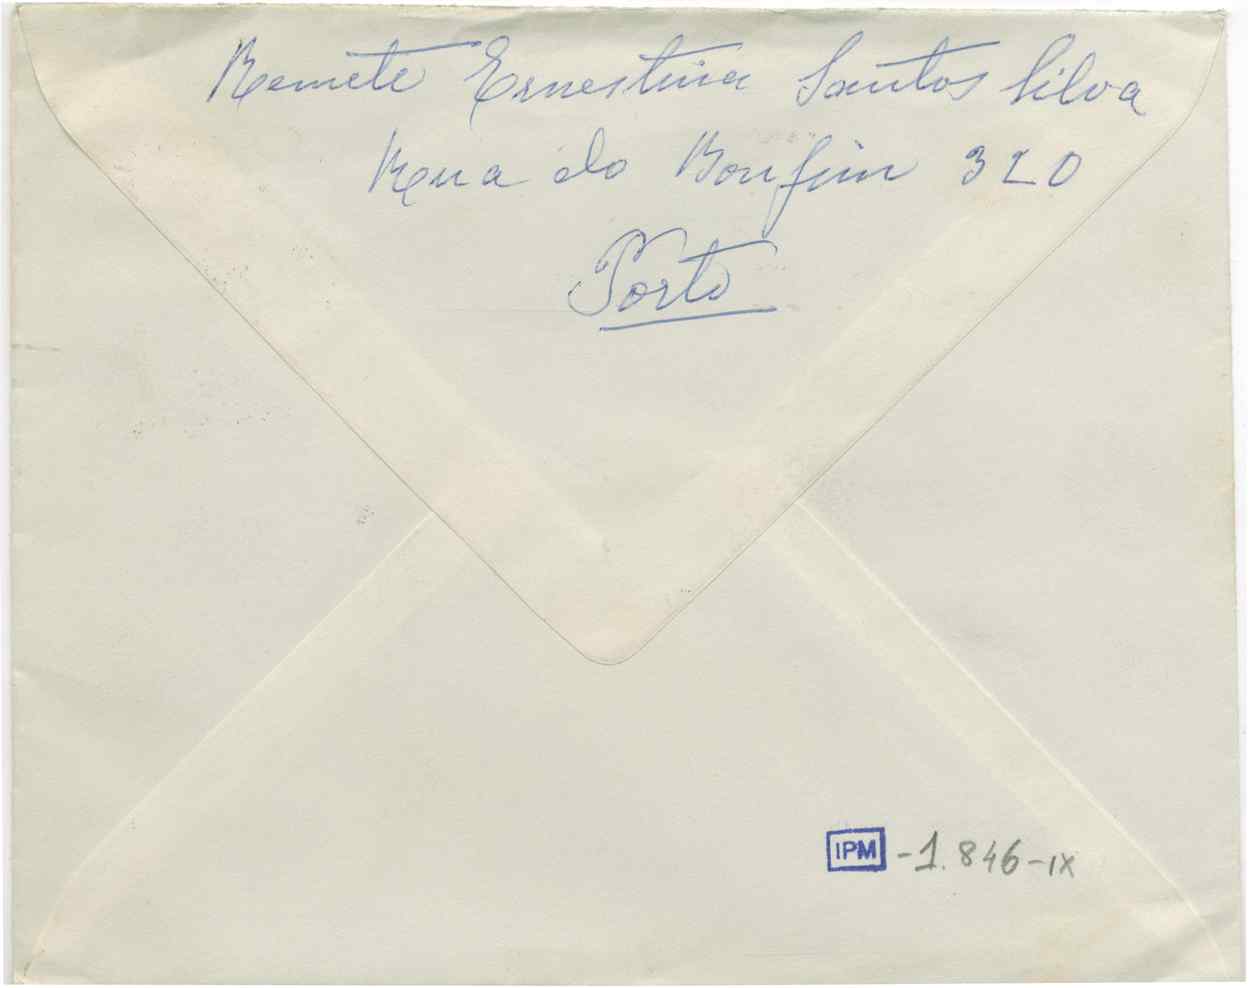 Remete Ernestina Santos Silva
Rua do Bonfim 320
Porto
IPM -1.846-IX